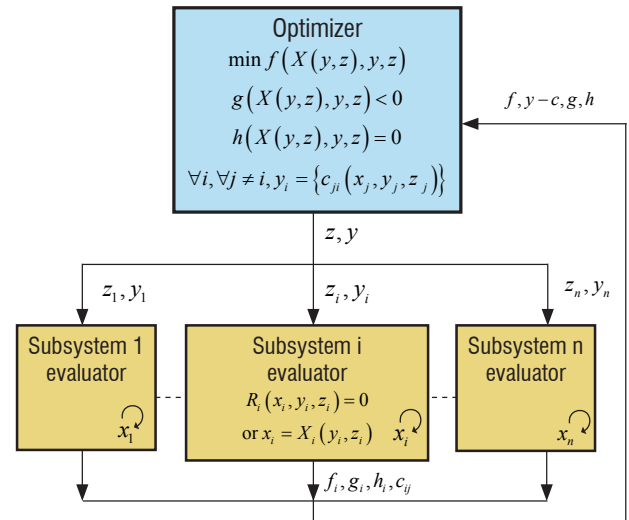 Optimizer
min f(X(y,z),y,z)
g(X(y,z),y,z)<0
h(X(y,z),y,z)=0
∀i,∀j≠i,y_i={c_ji(x_j,y_j,z_j)}
f,y−c,g,h
z,y
z_1,y_1
z_i,y_i
z_n,y_n
Subsystem 1
evaluator
x_1
Subsystem i
evaluator
R_i(x_i,y_i,z_i)=0
or x_i=X_i(y_i,z_i)
x_i
Subsystem n
evaluator
x_n
f_i,g_i,h_i,c_ij